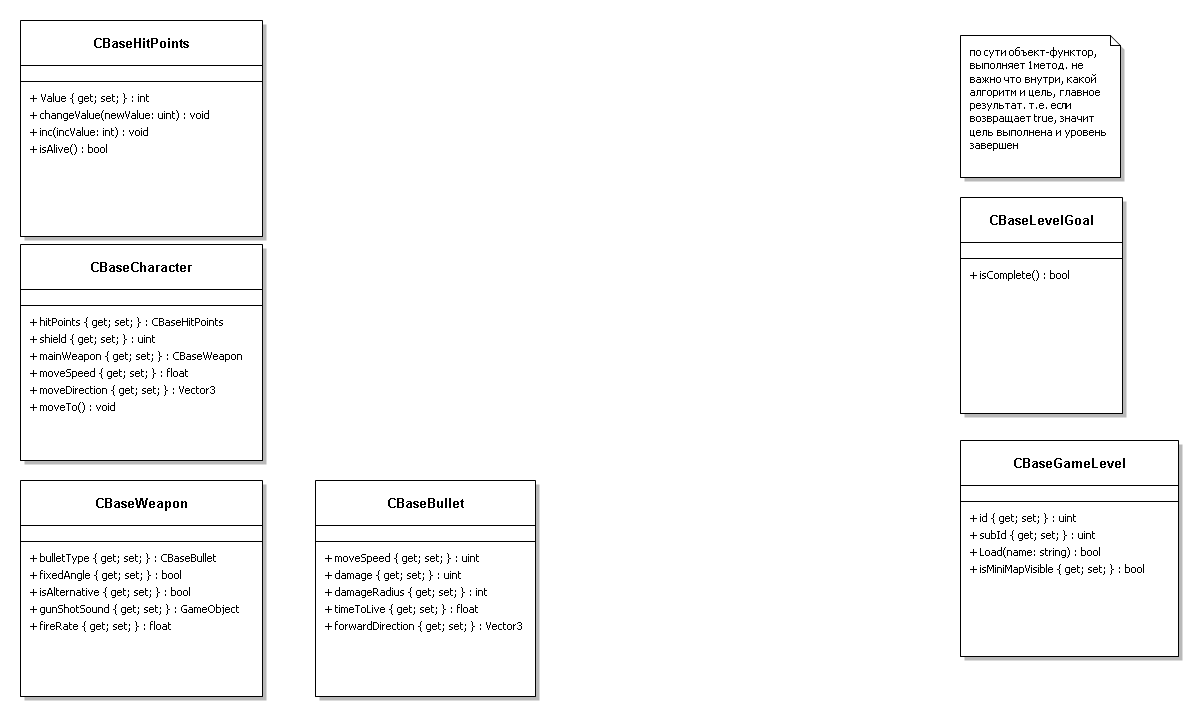 CBaseHitPoints
+ Value { get; set; } : int
+ changeValue(newValue: uint) : void
+ inc(incValue: int) : void
+ isAlive() : bool
CBaseCharacter
+ hitPoints { get; set; } : CBaseHitPoints
+ shield { get; set; } : uint
+ mainWeapon { get; set; } : CBaseWeapon
+ moveSpeed { get; set; } : float
+ moveDirection { get; set; } : Vector3
+ moveTo() : void
CBaseWeapon
+ bulletType { get; set; } : CBaseBullet
+ fixedAngle { get; set; } : bool
+ isAlternative { get; set; } : bool
+ gunShotSound { get; set; } : GameObject
+ fireRate { get; set; } : float
CBaseBullet
+ moveSpeed { get; set; } : uint
+ damage { get; set; } : uint
+ damageRadius { get; set; } : int
+ timeToLive { get; set; } : float
+ forwardDirection { get; set; } : Vector3
по сути объект-функтор,
выполняет 1метод. не
важно что внутри, какой
алгоритм и цель, главное
результат. т.е. если
возвращает true, значит
цель выполнена и уровень
завершен
CBaseLevelGoal
+ isComplete() : bool
CBaseGameLevel
+ id { get; set; } : uint
+ subId { get; set; } : uint
+ Load(name: string) : bool
+ isMiniMapVisible { get; set; } : bool